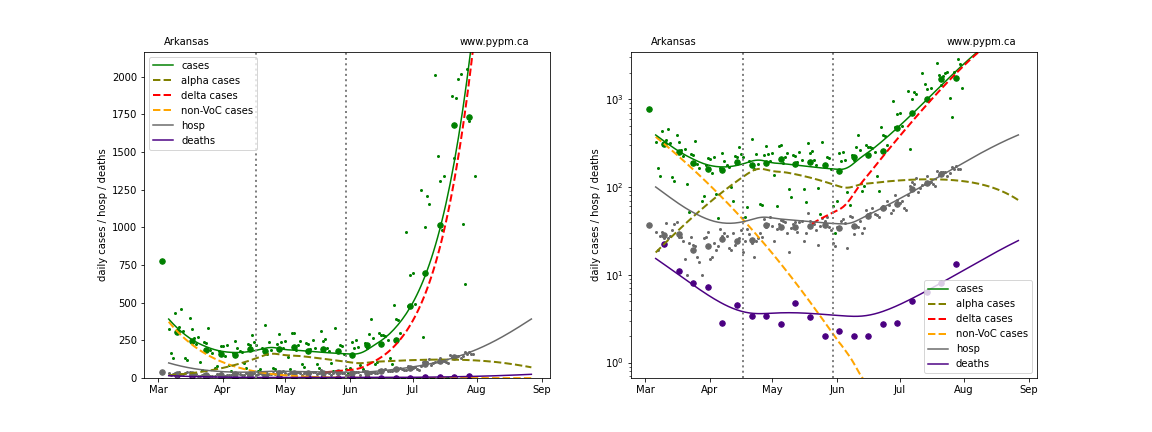 Arkansas www.pypm.ca
daily cases / hosp / deaths
2000
1750
1500
1250
1000
750
500
250
0
cases
alpha cases
delta cases
non-VoC cases
hosp
deaths
Mar Apr May Jun Jul Aug Sep
Arkansas www.pypm.ca
daily cases / hosp / deaths
10³
10²
10¹
10⁰
cases
alpha cases
delta cases
non-VoC cases
hosp
deaths
Mar Apr May Jun Jul Aug Sep